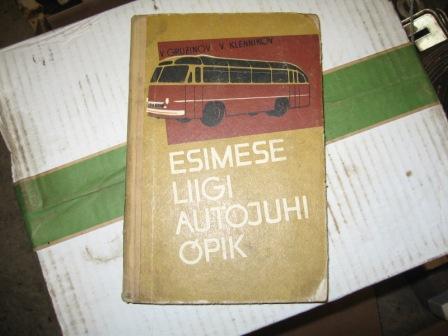 V. GRUZINOV V. KLENNIKOV
ESIMESE
LIIGI
AUTOJUHI
ÕPIK